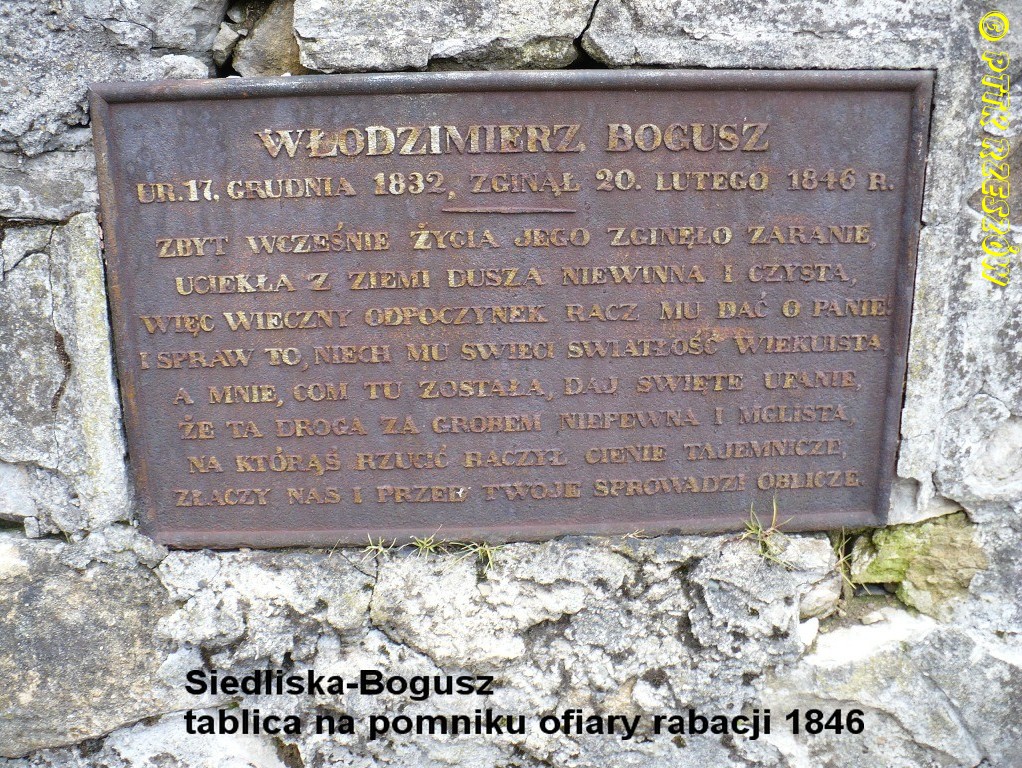 WŁODZIMIERZ BOGUSZ
UR. 17. GRUDNIA 1832, ZGINĄŁ 20. LUTEGO 1846 R.
ZBYT WCZEŚNIE ŻYCIA JEGO ZGINĘŁO ZARANIE,
UCIEKŁA Z ZIEMI DUSZA NIEWINNA I CZYSTA,
WIĘC WIECZNY ODPOCZYNEK RACZ MU DAĆ O PANIE!
I SPRAW TO, NIECH MU SWIECI SWIATŁOŚĆ WIEKUISTA.
A MNIE, COM TU ZOSTAŁA, DAJ SWIĘTE UFANIE,
ŻE TA DROGA ZA GROBEM NIEPEWNA I MGLISTA,
NA KTÓRĄŚ RZUCIĆ RACZYŁ CIENIE TAJEMNICZE,
ZŁĄCZY NAS I PRZED TWOJE SPROWADZI OBLICZE.
Siedliska-Bogusz
tablica na pomniku ofiary rabacji 1846
© PTTK RZESZÓW